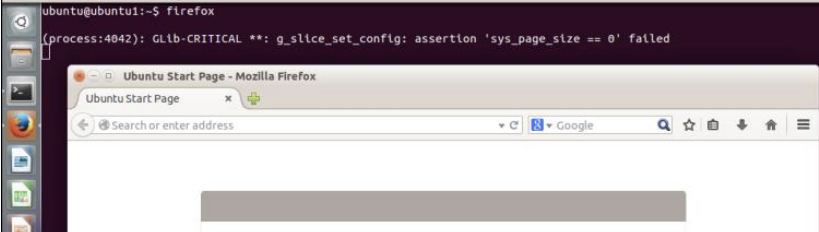 ubuntu@ubuntu1:~$ firefox
(process:4042): GLib-CRITICAL **: g_slice_set_config: assertion 'sys_page_size == 0' failed
Ubuntu Start Page - Mozilla Firefox
Ubuntu Start Page
Search or enter address
8 Google